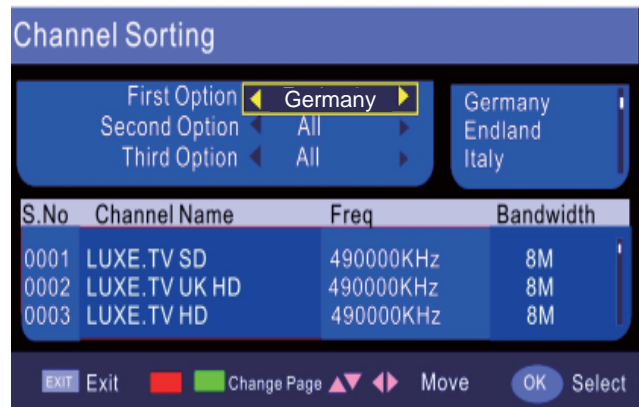 Channel Sorting
First Option Germany
Second Option All
Third Option All
Germany
Endland
Italy
S.No Channel Name Freq Bandwidth
0001 LUXE.TV SD 490000KHz 8M
0002 LUXE.TV UK HD 490000KHz 8M
0003 LUXE.TV HD 490000KHz 8M
EXIT Exit Change Page Move OK Select